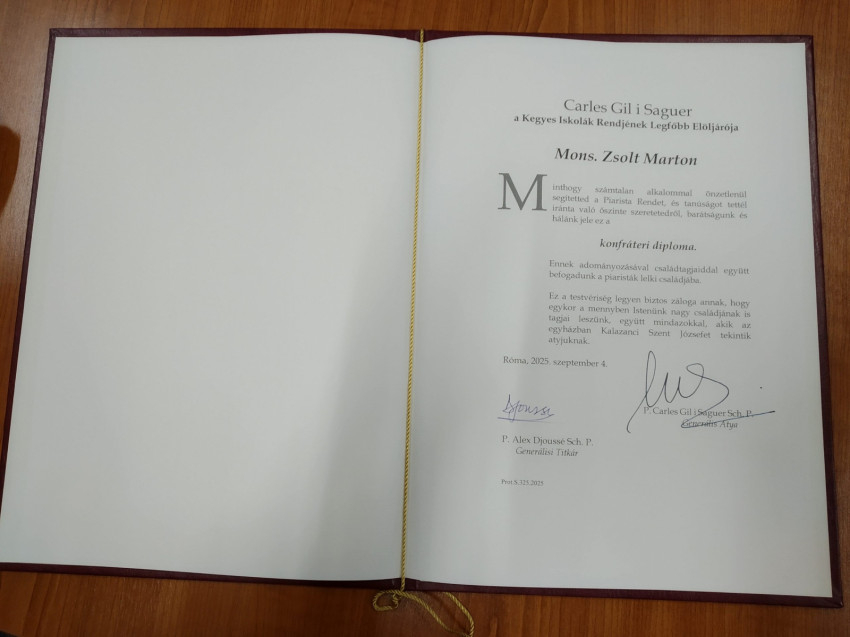 Carles Gil i Saguer
a Kegyes Iskolák Rendjének Legfőbb Elöljárója
Mons. Zsolt Marton
Minthogy számtalan alkalommal önzetlenül
segítetted a Piarista Rendet, és tanúságot tettél
iránta való őszinte szeretetedről, barátságunk és
hálánk jele ez a
konfráteri diploma.
Ennek adományozásával családtagjaiddal együtt
befogadunk a piaristák lelki családjába.
Ez a testvériség legyen biztos záloga annak, hogy
egykor a mennyben Istenünk nagy családjának is
tagjai leszünk, együtt mindazokkal, akik az
egyházban Kalazanci Szent Józsefet tekintik
atyjuknak.
Róma, 2025. szeptember 4.
Djousse
P. Carles Gil i Saguer Sch. P.
Generális Atya
P. Alex Djoussé Sch. P.
Generálisi Titkár
Prot.S.323.2025